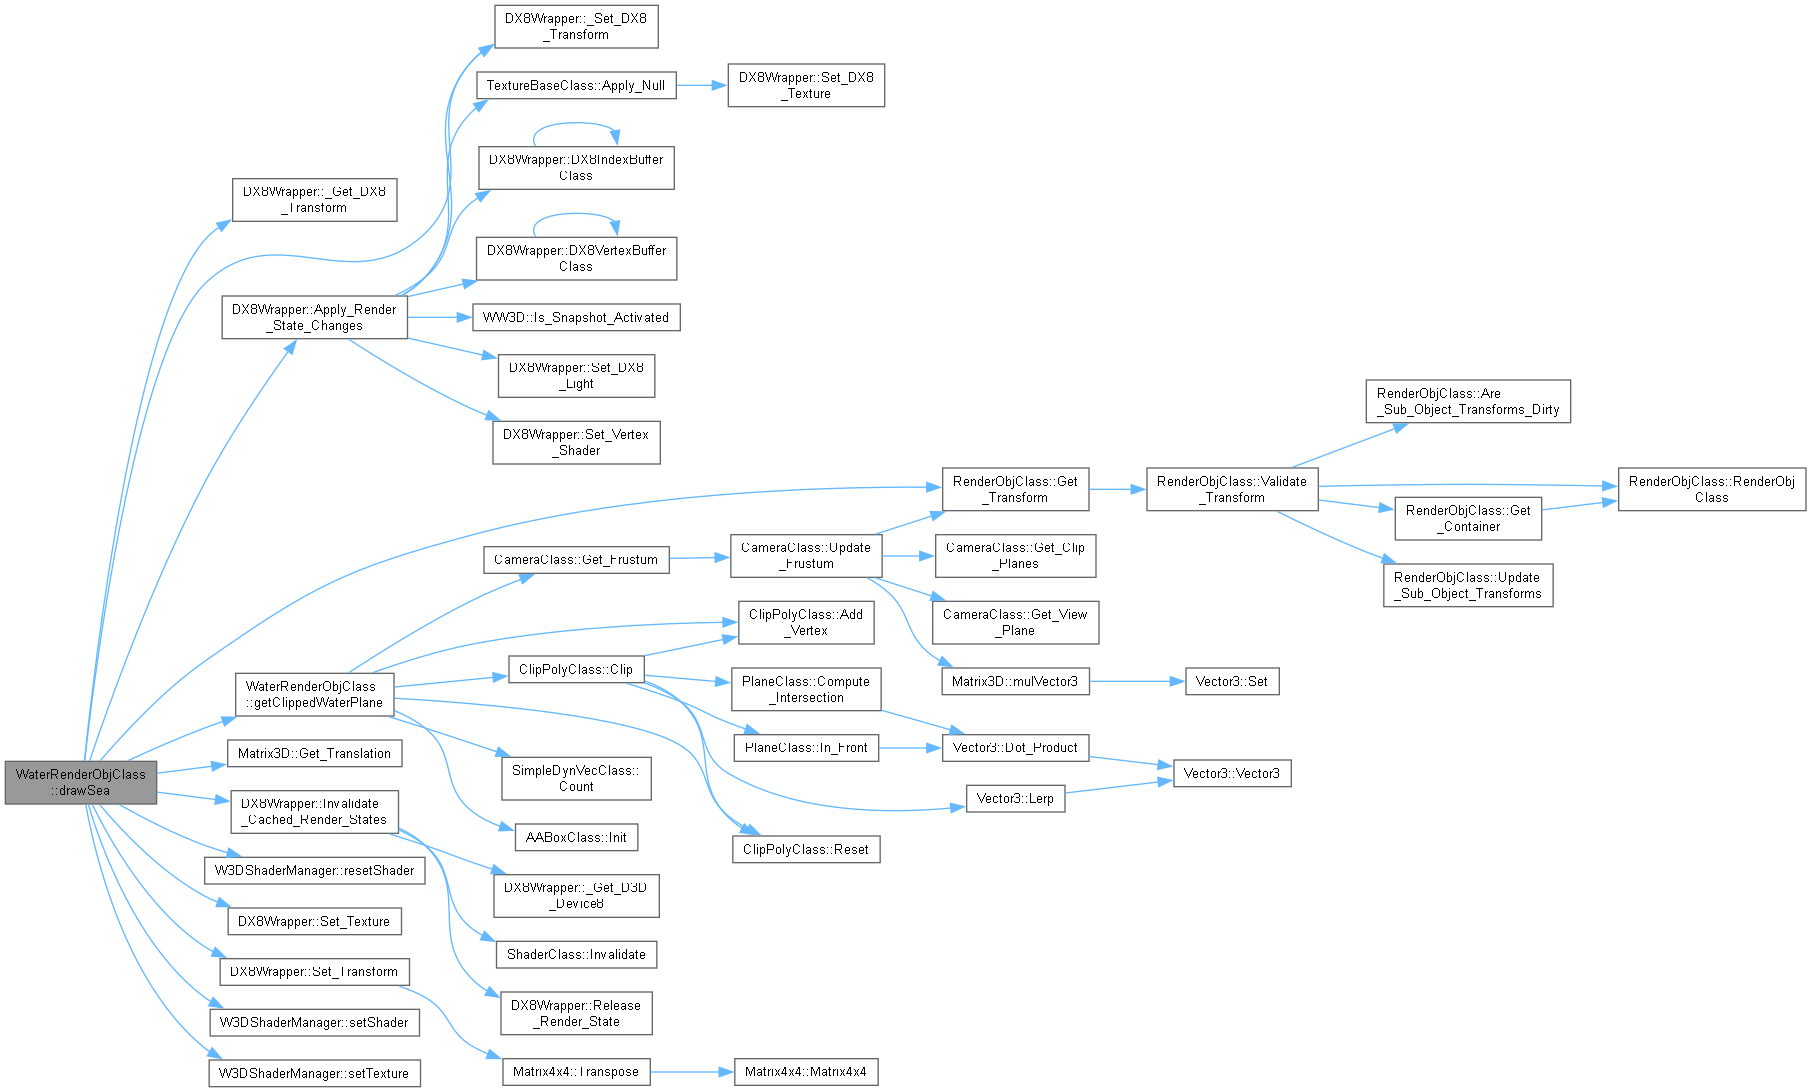 DX8Wrapper::_Set_DX8
_Transform
TextureBaseClass::Apply_Null
DX8Wrapper::Set_DX8
_Texture
DX8Wrapper::DX8IndexBuffer
Class
DX8Wrapper::_Get_DX8
_Transform
DX8Wrapper::DX8VertexBuffer
Class
DX8Wrapper::Apply_Render
_State_Changes
WW3D::Is_Snapshot_Activated
DX8Wrapper::Set_DX8
_Light
DX8Wrapper::Set_Vertex
_Shader
RenderObjClass::Are
_Sub_Object_Transforms_Dirty
RenderObjClass::Get
_Transform
RenderObjClass::Validate
_Transform
RenderObjClass::RenderObj
Class
RenderObjClass::Get
_Container
CameraClass::Get_Frustum
CameraClass::Update
_Frustum
CameraClass::Get_Clip
_Planes
RenderObjClass::Update
_Sub_Object_Transforms
ClipPolyClass::Add
_Vertex
CameraClass::Get_View
_Plane
WaterRenderObjClass
::getClippedWaterPlane
ClipPolyClass::Clip
PlaneClass::Compute
_Intersection
Matrix3D::mulVector3
Vector3::Set
PlaneClass::In_Front
Vector3::Dot_Product
Matrix3D::Get_Translation
WaterRenderObjClass
::drawSea
SimpleDynVecClass::
Count
Vector3::Vector3
DX8Wrapper::Invalidate
_Cached_Render_States
Vector3::Lerp
AABoxClass::Init
ClipPolyClass::Reset
W3DShaderManager::resetShader
DX8Wrapper::_Get_D3D
_Device8
DX8Wrapper::Set_Texture
ShaderClass::Invalidate
DX8Wrapper::Set_Transform
DX8Wrapper::Release
_Render_State
W3DShaderManager::setShader
W3DShaderManager::setTexture
Matrix4x4::Transpose
Matrix4x4::Matrix4x4